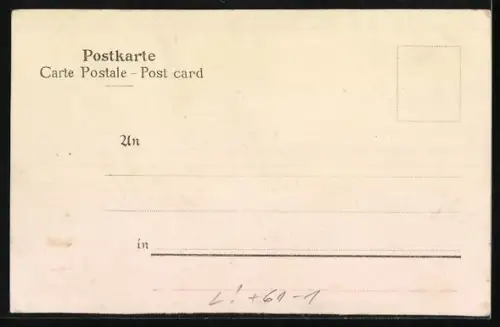 Postkarte
Carte Postale - Post card
An
in